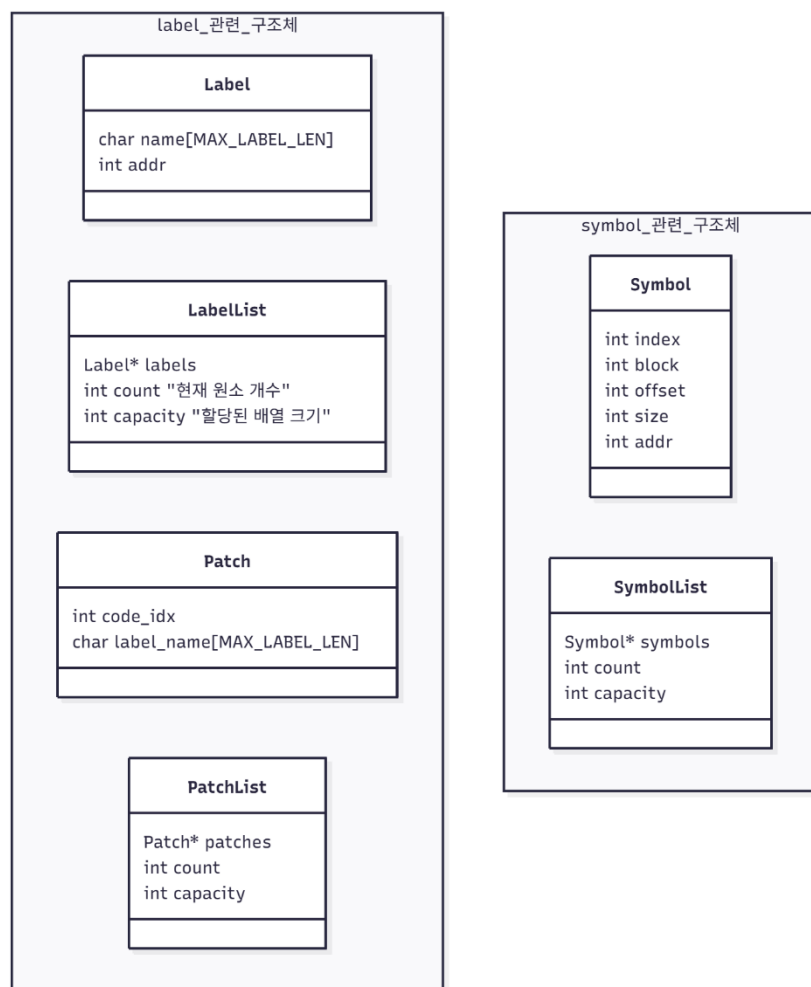 label_관련_구조체
Label
char name[MAX_LABEL_LEN]
int addr
LabelList
Label* labels
int count "현재 원소 개수"
int capacity "할당된 배열 크기"
Patch
int code_idx
char label_name[MAX_LABEL_LEN]
PatchList
Patch* patches
int count
int capacity
symbol_관련_구조체
Symbol
int index
int block
int offset
int size
int addr
SymbolList
Symbol* symbols
int count
int capacity